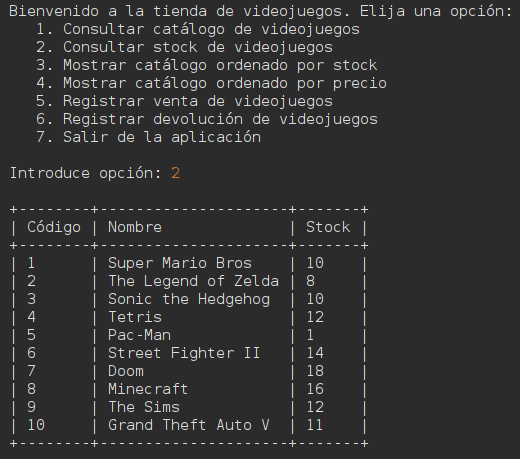 Bienvenido a la tienda de videojuegos. Elija una opción:
   1. Consultar catálogo de videojuegos
   2. Consultar stock de videojuegos
   3. Mostrar catálogo ordenado por stock
   4. Mostrar catálogo ordenado por precio
   5. Registrar venta de videojuegos
   6. Registrar devolución de videojuegos
   7. Salir de la aplicación

Introduce opción: 2

+--------+---------------------+-------+
| Código | Nombre              | Stock |
+--------+---------------------+-------+
| 1      | Super Mario Bros    | 10    |
| 2      | The Legend of Zelda | 8     |
| 3      | Sonic the Hedgehog  | 10    |
| 4      | Tetris              | 12    |
| 5      | Pac-Man             | 1     |
| 6      | Street Fighter II   | 14    |
| 7      | Doom                | 18    |
| 8      | Minecraft           | 16    |
| 9      | The Sims            | 12    |
| 10     | Grand Theft Auto V  | 11    |
+--------+---------------------+-------+